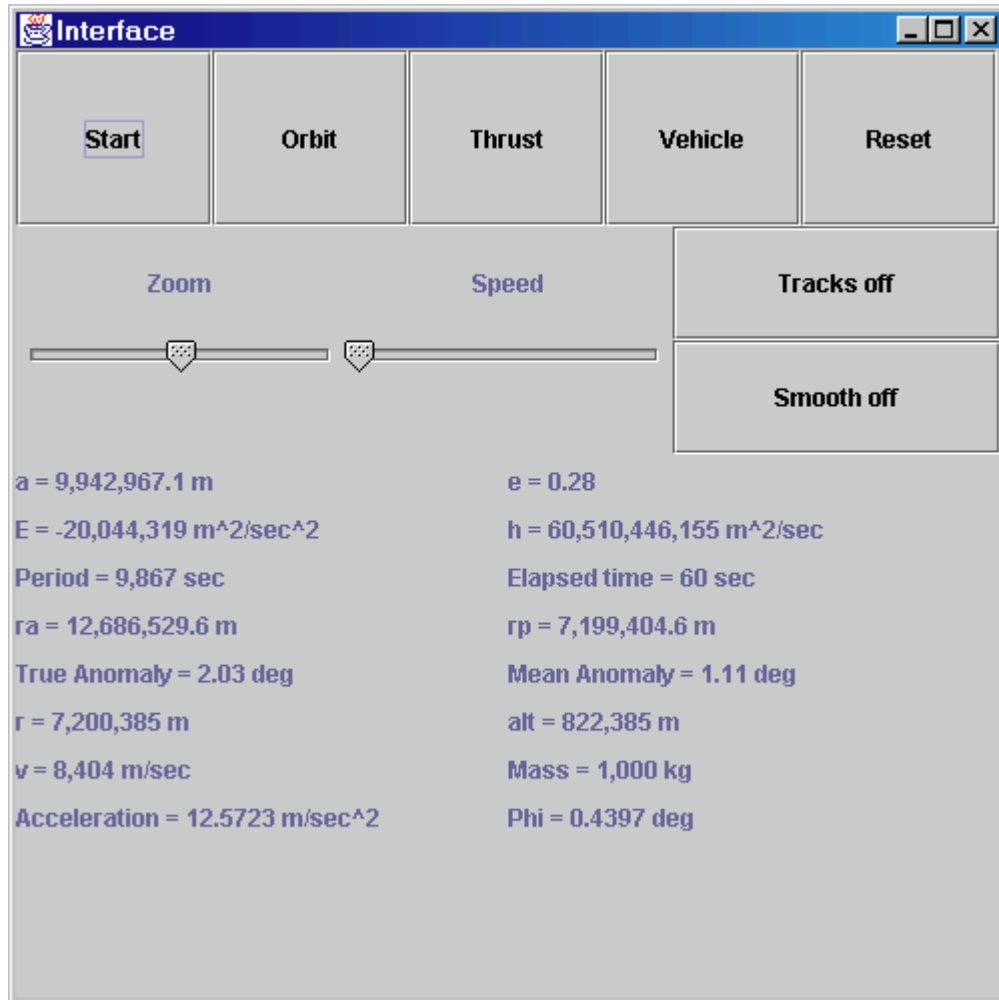 Interface
Start Orbit Thrust Vehicle Reset
Zoom Speed Tracks off
Smooth off
a = 9,942,967.1 m e = 0.28
E = -20,044,319 m^2/sec^2 h = 60,510,446,155 m^2/sec
Period = 9,867 sec Elapsed time = 60 sec
ra = 12,686,529.6 m rp = 7,199,404.6 m
True Anomaly = 2.03 deg Mean Anomaly = 1.11 deg
r = 7,200,385 m alt = 822,385 m
v = 8,404 m/sec Mass = 1,000 kg
Acceleration = 12.5723 m/sec^2 Phi = 0.4397 deg